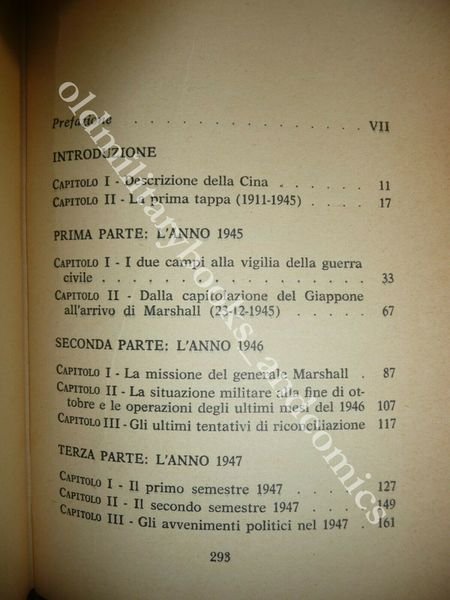 Prefazione . . . . . . . . . . . . . . VII
INTRODUZIONE
CAPITOLO I - Descrizione della Cina . . . . . 11
CAPITOLO II - La prima tappa (1911-1945) . . . . 17
PRIMA PARTE: L'ANNO 1945
CAPITOLO I - I due campi alla vigilia della guerra
civile . . . . . . . . . . . . . . 33
CAPITOLO II - Dalla capitolazione del Giappone
all'arrivo di Marshall (23-12-1945) . . . . 67
SECONDA PARTE: L'ANNO 1946
CAPITOLO I - La missione del generale Marshall . 87
CAPITOLO II - La situazione militare alla fine di ot-
tobre e le operazioni degli ultimi mesi del 1946 107
CAPITOLO III - Gli ultimi tentativi di riconciliazione 117
TERZA PARTE: L'ANNO 1947
CAPITOLO I - Il primo semestre 1947 . . . . 127
CAPITOLO II - Il secondo semestre 1947 . . . . 149
CAPITOLO III - Gli avvenimenti politici nel 1947 . 161
293
oldmilitarybooks_andcomics